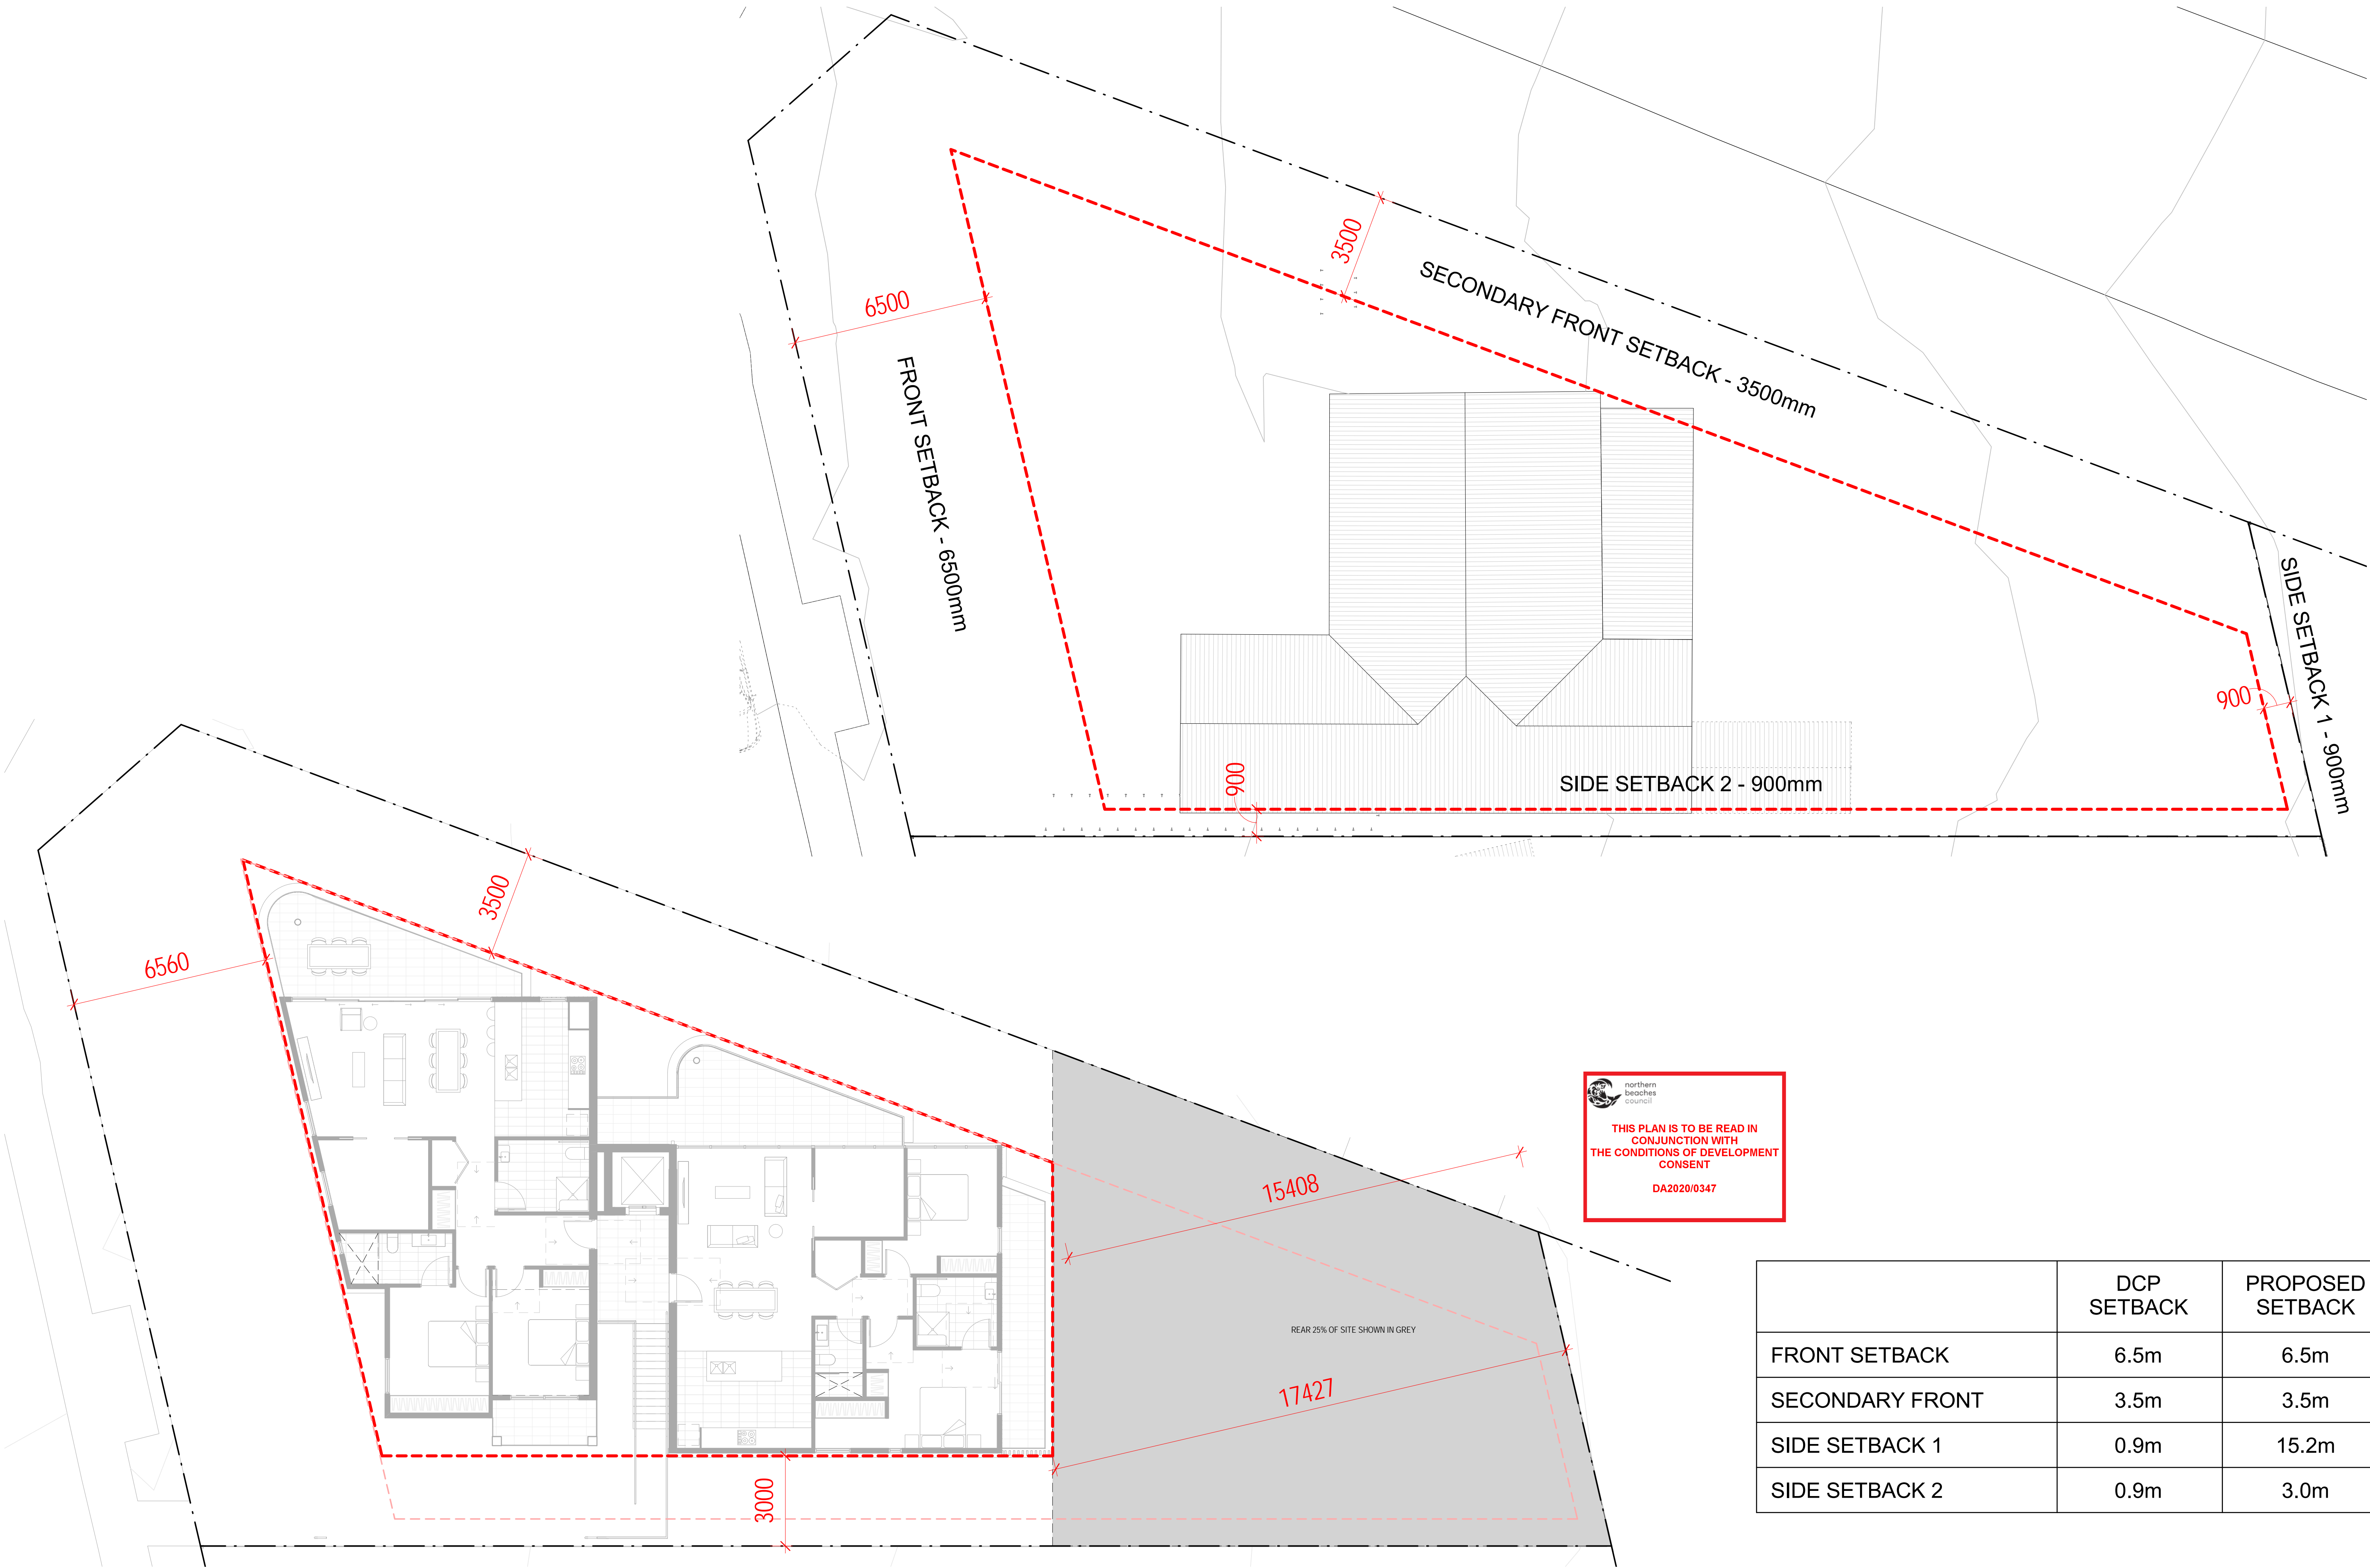 3500
SECONDARY FRONT SETBACK - 3500mm
6500
FRONT SETBACK - 6500mm
SIDE SETBACK 1 - 900mm
900
900
SIDE SETBACK 2 - 900mm
3500
6560
15408
REAR 25% OF SITE SHOWN IN GREY
17427
3000
northern
beaches
council
THIS PLAN IS TO BE READ IN
CONJUNCTION WITH
THE CONDITIONS OF DEVELOPMENT
CONSENT
DA2020/0347
DCP SETBACK PROPOSED SETBACK
FRONT SETBACK 6.5m 6.5m
SECONDARY FRONT 3.5m 3.5m
SIDE SETBACK 1 0.9m 15.2m
SIDE SETBACK 2 0.9m 3.0m